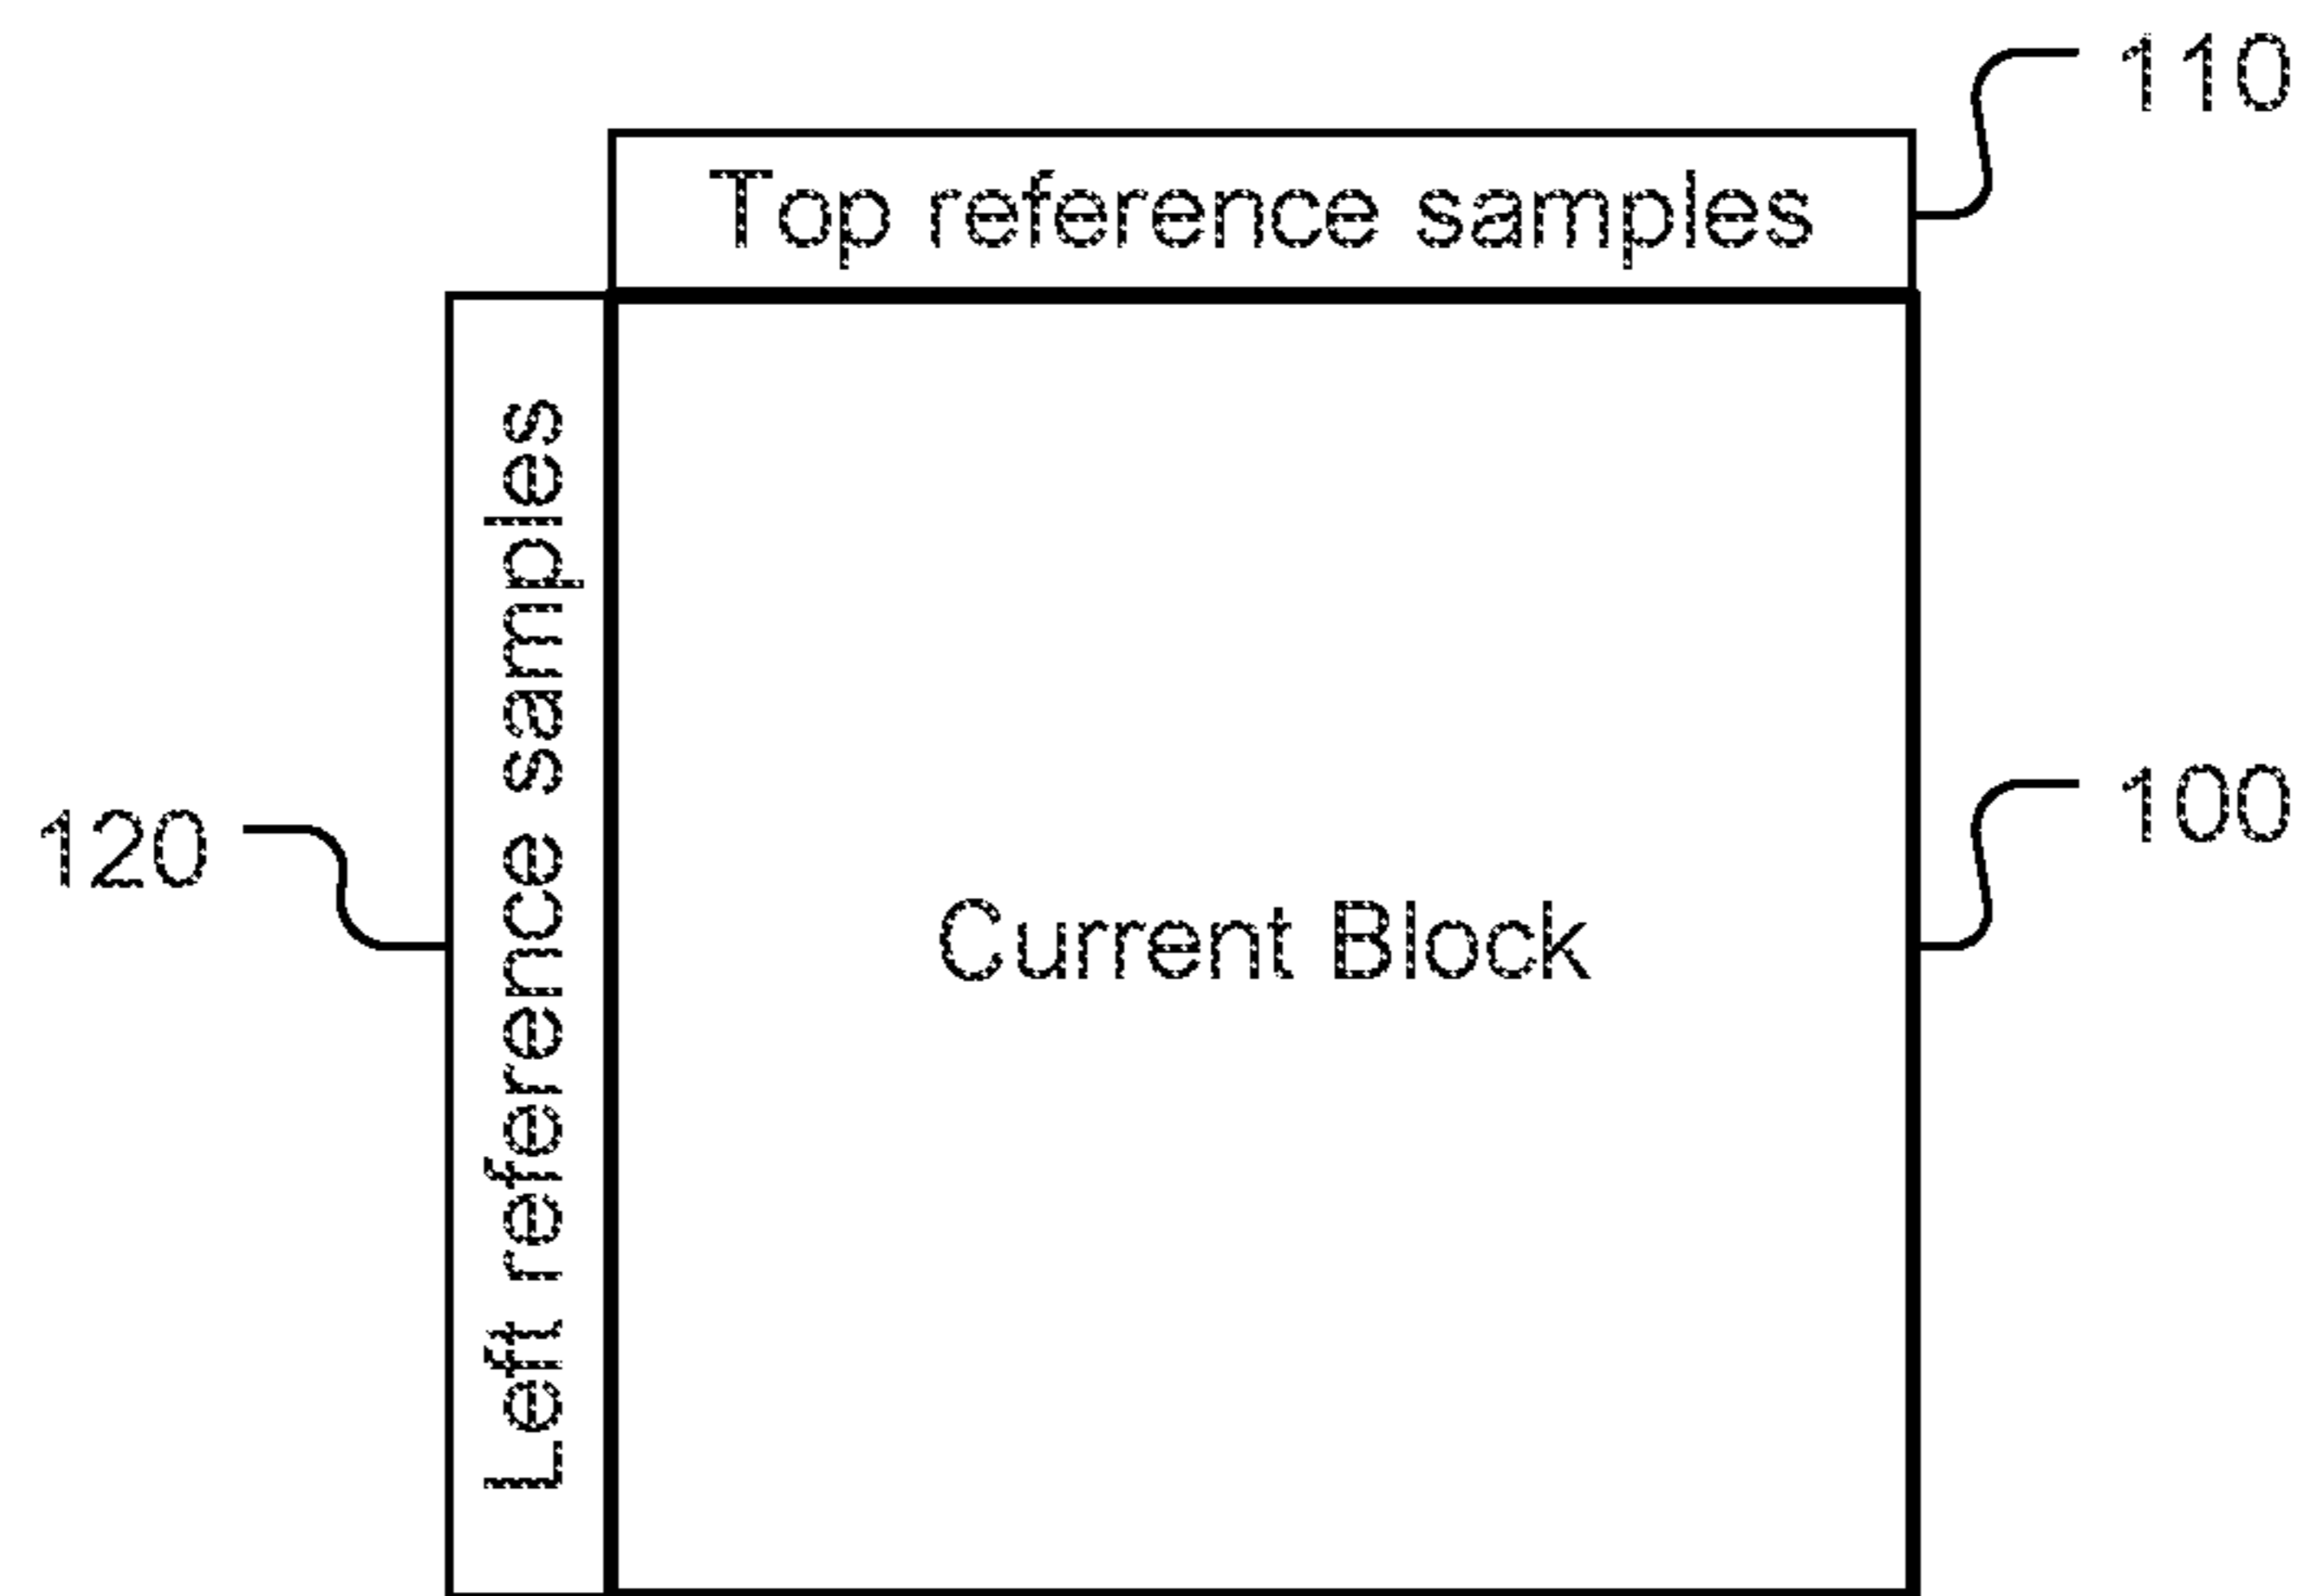 110
Top reference samples
Left reference samples
120
100
Current Block